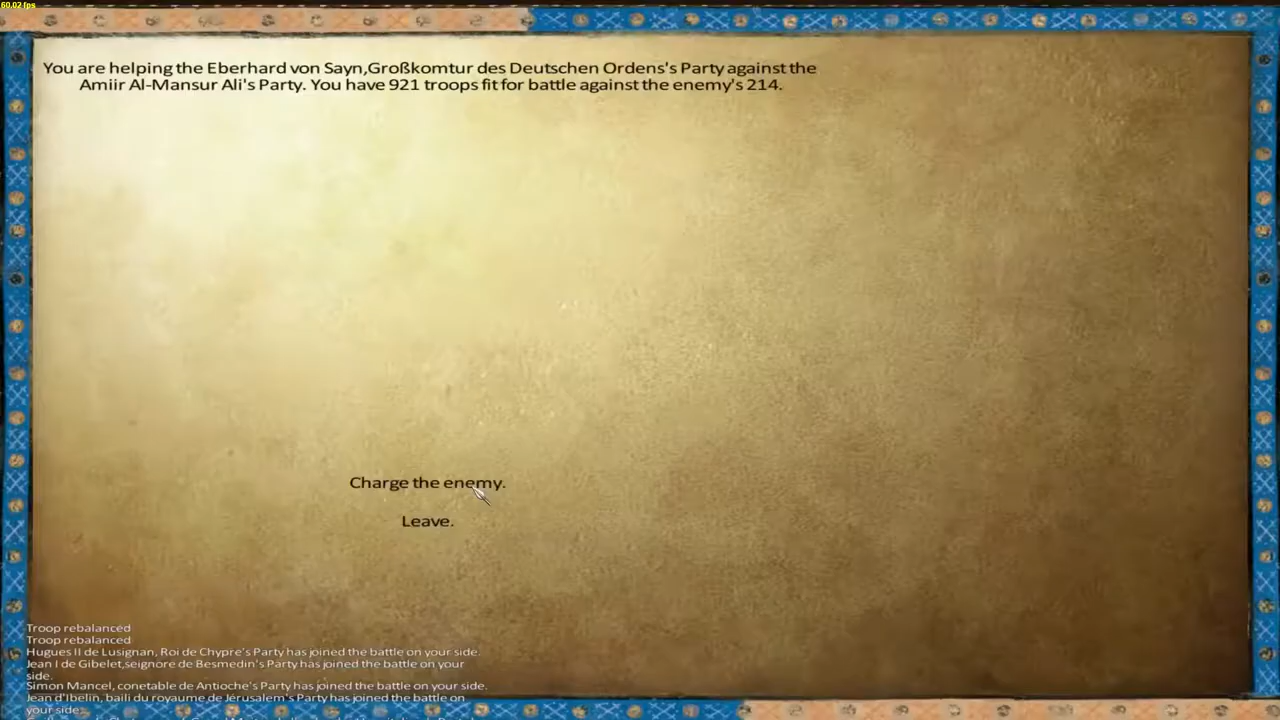 60.02 fps
You are helping the Eberhard von Sayn,Großkomtur des Deutschen Ordens's Party against the
Amiir Al-Mansur Ali's Party. You have 921 troops fit for battle against the enemy's 214.
Charge the enemy.
Leave.
Troop rebalanced
Troop rebalanced
Hugues II de Lusignan, Roi de Chypre's Party has joined the battle on your side.
Jean I de Gibelet,seignore de Besmedin's Party has joined the battle on your
side.
Simon Mancel, conetable de Antioche's Party has joined the battle on your side.
Jean d'Ibelin, baili du royaume de Jérusalem's Party has joined the battle on
your side.